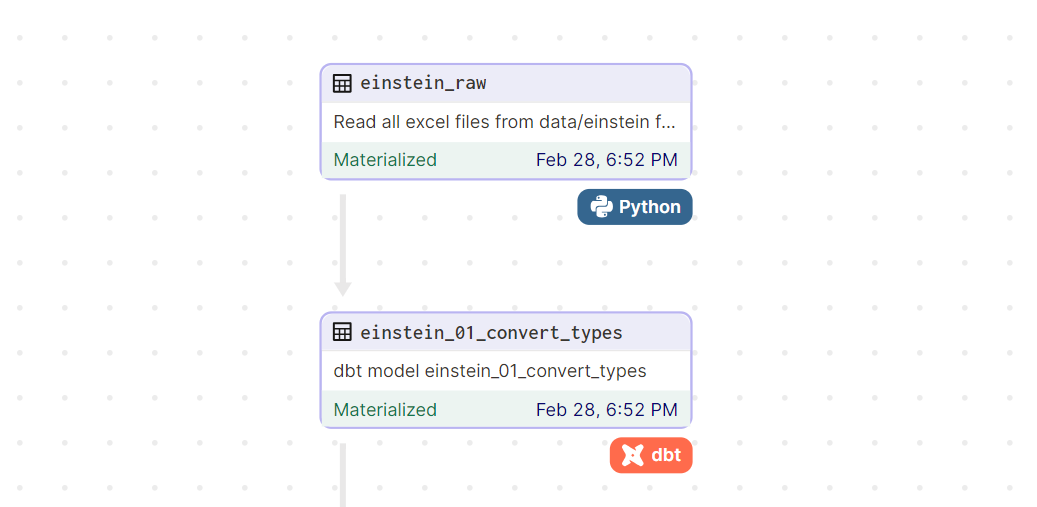 einstein_raw
Read all excel files from data/einstein f...
Materialized Feb 28, 6:52 PM
Python
einstein_01_convert_types
dbt model einstein_01_convert_types
Materialized Feb 28, 6:52 PM
dbt